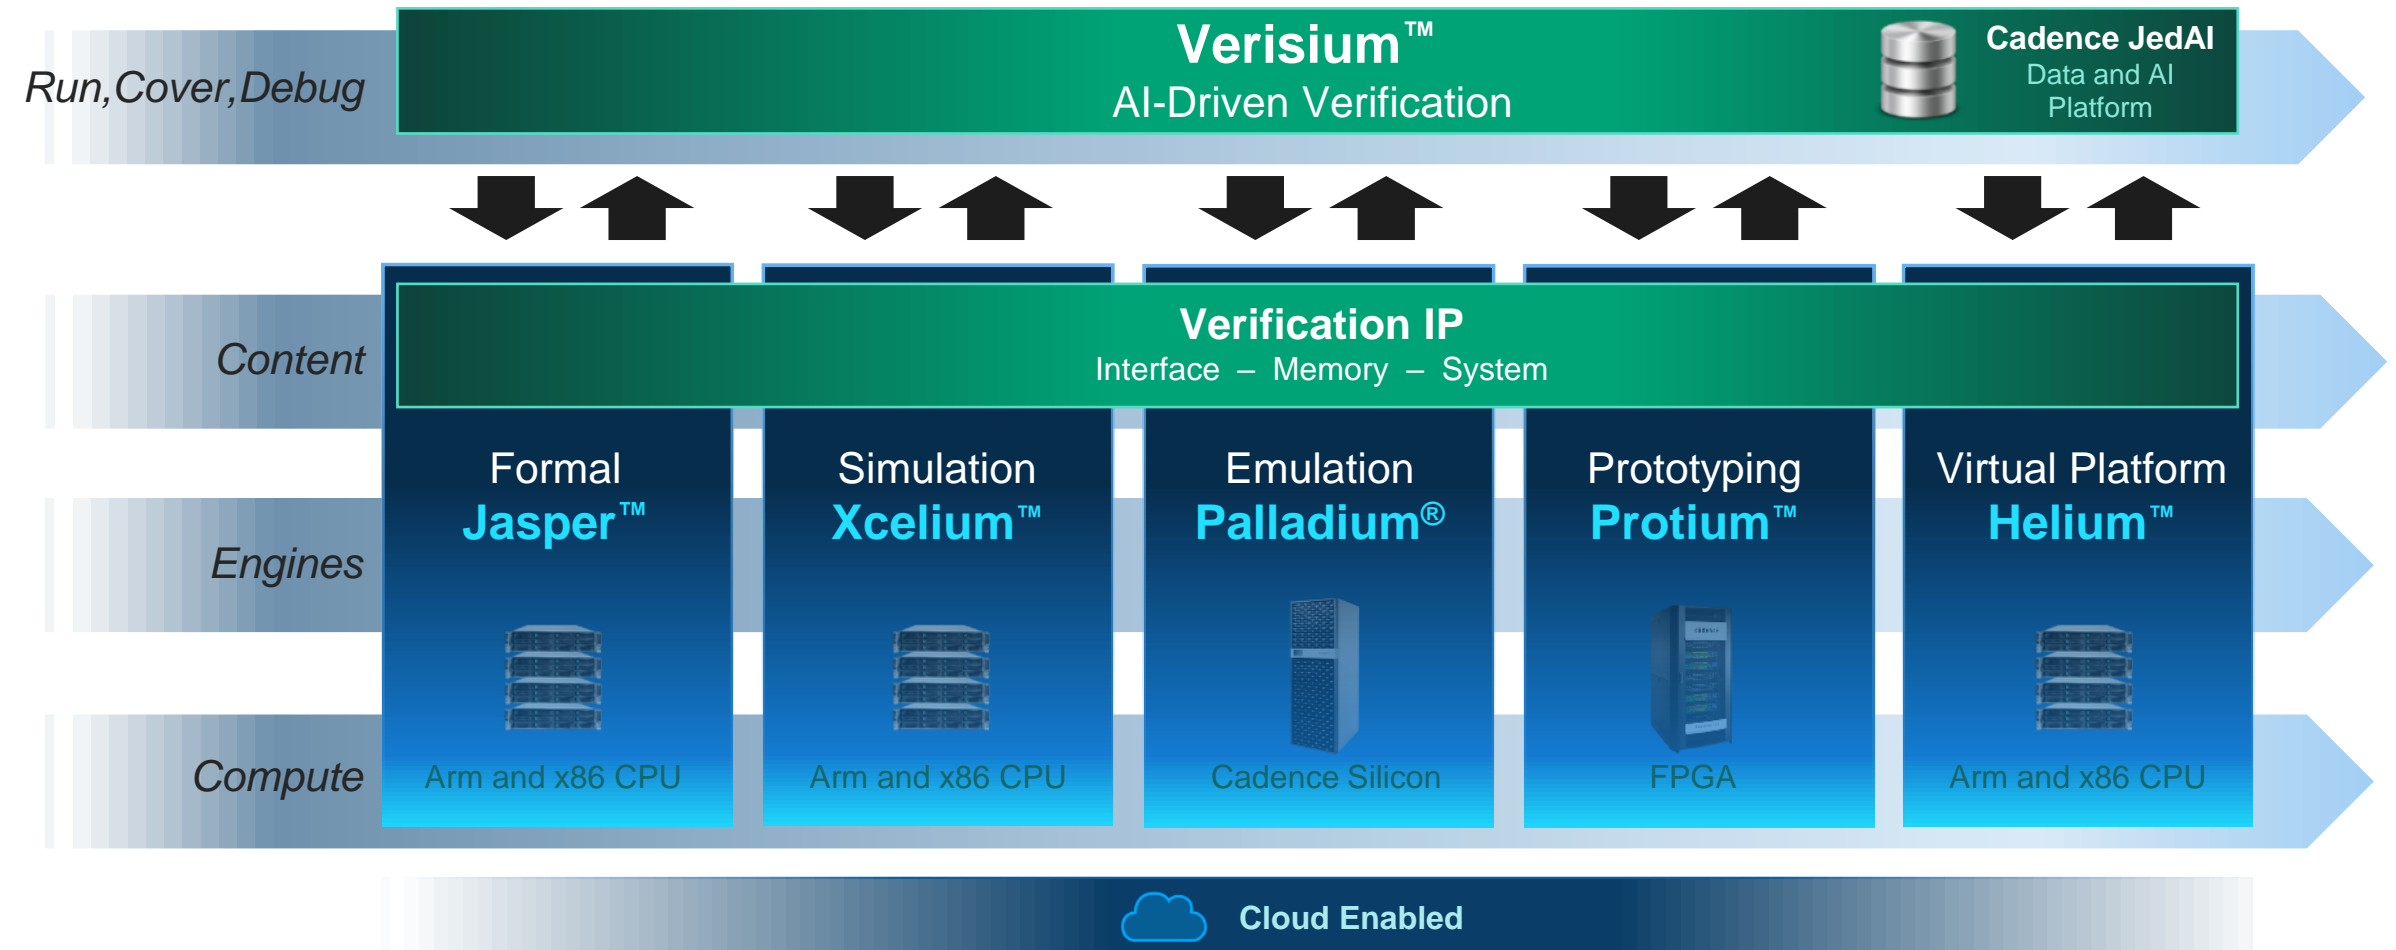 Run,Cover,Debug
Verisium™
AI-Driven Verification
Cadence JedAI
Data and AI
Platform
Content
Verification IP
Interface – Memory – System
Engines
Formal
Jasper™
Simulation
Xcelium™
Emulation
Palladium®
Prototyping
Protium™
Virtual Platform
Helium™
cādence
Compute
Arm and x86 CPU
Arm and x86 CPU
Cadence Silicon
FPGA
Arm and x86 CPU
Cloud Enabled